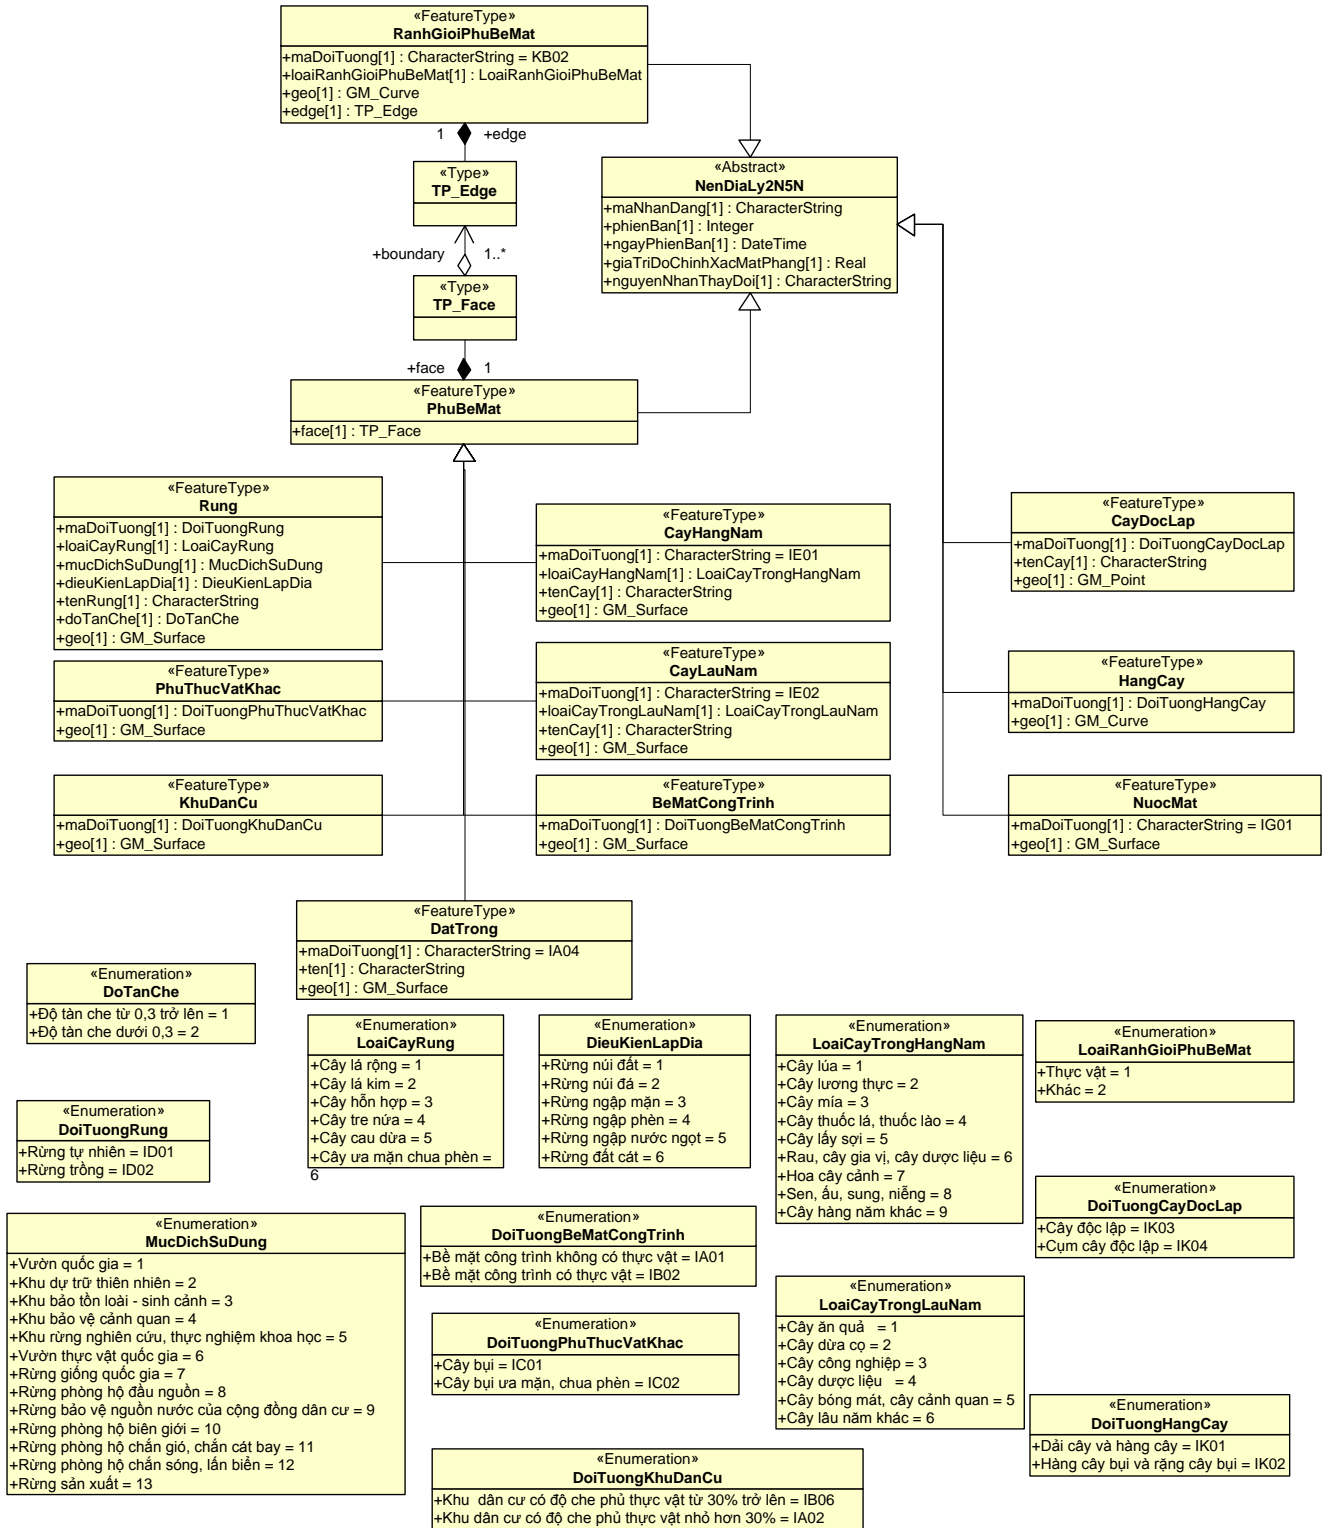 «FeatureType»
RanhGioiPhuBeMat
+maDoiTuong[1] : CharacterString = KB02
+loaiRanhGioiPhuBeMat[1] : LoaiRanhGioiPhuBeMat
+geo[1] : GM_Curve
+edge[1] : TP_Edge
1
+edge
«Type»
TP_Edge
+boundary
1..*
«Type»
TP_Face
+face
1
«FeatureType»
PhuBeMat
+face[1] : TP_Face
«Abstract»
NenDiaLy2N5N
+maNhanDang[1] : CharacterString
+phienBan[1] : Integer
+ngayPhienBan[1] : DateTime
+giaTriDoChinhXacMatPhang[1] : Real
+nguyenNhanThayDoi[1] : CharacterString
«FeatureType»
Rung
+maDoiTuong[1] : DoiTuongRung
+loaiCayRung[1] : LoaiCayRung
+mucDichSuDung[1] : MucDichSuDung
+dieuKienLapDia[1] : DieuKienLapDia
+tenRung[1] : CharacterString
+doTanChe[1] : DoTanChe
+geo[1] : GM_Surface
«FeatureType»
CayHangNam
+maDoiTuong[1] : CharacterString = IE01
+loaiCayHangNam[1] : LoaiCayTrongHangNam
+tenCay[1] : CharacterString
+geo[1] : GM_Surface
«FeatureType»
CayDocLap
+maDoiTuong[1] : DoiTuongCayDocLap
+tenCay[1] : CharacterString
+geo[1] : GM_Point
«FeatureType»
PhuThucVatKhac
+maDoiTuong[1] : DoiTuongPhuThucVatKhac
+geo[1] : GM_Surface
«FeatureType»
CayLauNam
+maDoiTuong[1] : CharacterString = IE02
+loaiCayTrongLauNam[1] : LoaiCayTrongLauNam
+tenCay[1] : CharacterString
+geo[1] : GM_Surface
«FeatureType»
HangCay
+maDoiTuong[1] : DoiTuongHangCay
+geo[1] : GM_Curve
«FeatureType»
KhuDanCu
+maDoiTuong[1] : DoiTuongKhuDanCu
+geo[1] : GM_Surface
«FeatureType»
BeMatCongTrinh
+maDoiTuong[1] : DoiTuongBeMatCongTrinh
+geo[1] : GM_Surface
«FeatureType»
NuocMat
+maDoiTuong[1] : CharacterString = IG01
+geo[1] : GM_Surface
«FeatureType»
DatTrong
+maDoiTuong[1] : CharacterString = IA04
+ten[1] : CharacterString
+geo[1] : GM_Surface
«Enumeration»
DoTanChe
+Độ tàn che từ 0,3 trở lên = 1
+Độ tàn che dưới 0,3 = 2
«Enumeration»
LoaiCayRung
+Cây lá rộng = 1
+Cây lá kim = 2
+Cây hỗn hợp = 3
+Cây tre nứa = 4
+Cây cau dừa = 5
+Cây ưa mặn chua phèn =
6
«Enumeration»
DieuKienLapDia
+Rừng núi đất = 1
+Rừng núi đá = 2
+Rừng ngập mặn = 3
+Rừng ngập phèn = 4
+Rừng ngập nước ngọt = 5
+Rừng đất cát = 6
«Enumeration»
LoaiCayTrongHangNam
+Cây lúa = 1
+Cây lương thực = 2
+Cây mía = 3
+Cây thuốc lá, thuốc lào = 4
+Cây lấy sợi = 5
+Rau, cây gia vị, cây dược liệu = 6
+Hoa cây cảnh = 7
+Sen, ấu, sung, niễng = 8
+Cây hàng năm khác = 9
«Enumeration»
LoaiRanhGioiPhuBeMat
+Thực vật = 1
+Khác = 2
«Enumeration»
DoiTuongRung
+Rừng tự nhiên = ID01
+Rừng trồng = ID02
«Enumeration»
DoiTuongCayDocLap
+Cây độc lập = IK03
+Cụm cây độc lập = IK04
«Enumeration»
MucDichSuDung
+Vườn quốc gia = 1
+Khu dự trữ thiên nhiên = 2
+Khu bảo tồn loài - sinh cảnh = 3
+Khu bảo vệ cảnh quan = 4
+Khu rừng nghiên cứu, thực nghiệm khoa học = 5
+Vườn thực vật quốc gia = 6
+Rừng giống quốc gia = 7
+Rừng phòng hộ đầu nguồn = 8
+Rừng bảo vệ nguồn nước của cộng đồng dân cư = 9
+Rừng phòng hộ biên giới = 10
+Rừng phòng hộ chắn gió, chắn cát bay = 11
+Rừng phòng hộ chắn sóng, lấn biển = 12
+Rừng sản xuất = 13
«Enumeration»
DoiTuongBeMatCongTrinh
+Bề mặt công trình không có thực vật = IA01
+Bề mặt công trình có thực vật = IB02
«Enumeration»
DoiTuongPhuThucVatKhac
+Cây bụi = IC01
+Cây bụi ưa mặn, chua phèn = IC02
«Enumeration»
LoaiCayTrongLauNam
+Cây ăn quả = 1
+Cây dừa cọ = 2
+Cây công nghiệp = 3
+Cây dược liệu = 4
+Cây bóng mát, cây cảnh quan = 5
+Cây lâu năm khác = 6
«Enumeration»
DoiTuongHangCay
+Dải cây và hàng cây = IK01
+Hàng cây bụi và rặng cây bụi = IK02
«Enumeration»
DoiTuongKhuDanCu
+Khu dân cư có độ che phủ thực vật từ 30% trở lên = IB06
+Khu dân cư có độ che phủ thực vật nhỏ hơn 30% = IA02